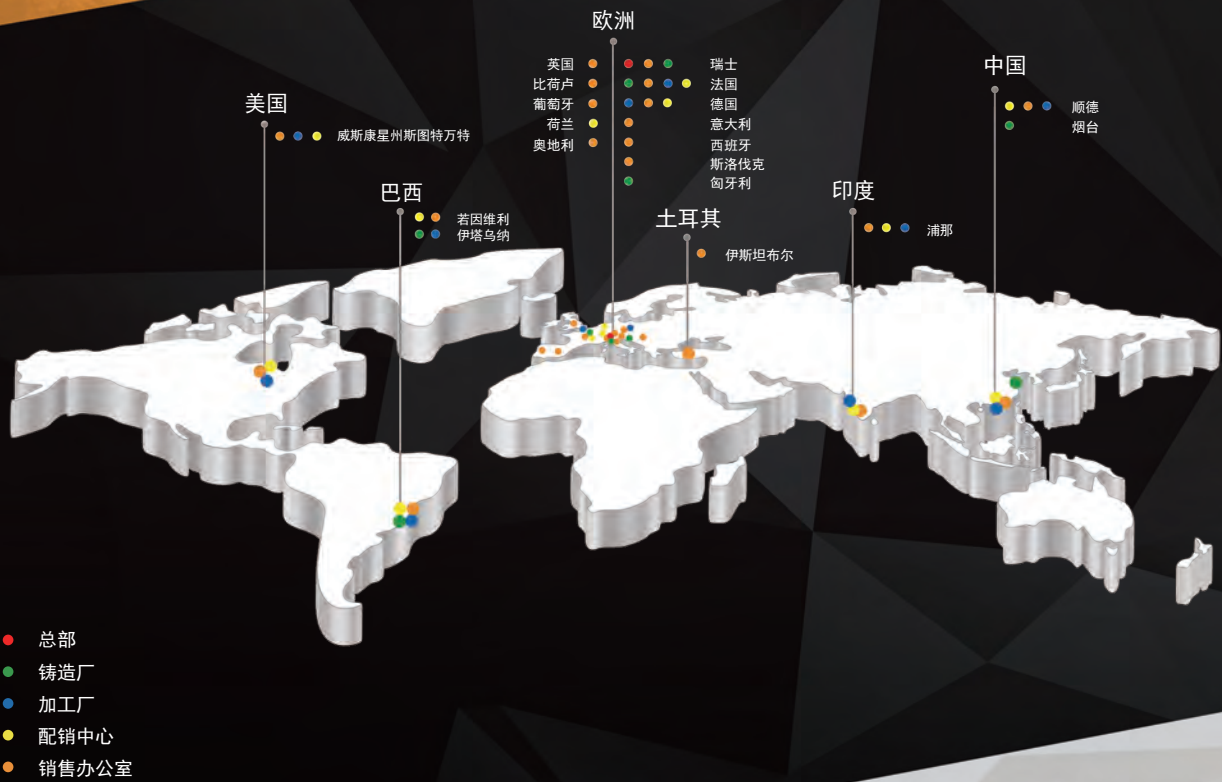 欧洲
英国
比荷卢
葡萄牙
荷兰
奥地利
瑞士
法国
德国
意大利
西班牙
斯洛伐克
匈牙利
中国
顺德
烟台
美国
威斯康星州斯图特万特
巴西
若因维利
伊塔乌纳
印度
浦那
土耳其
伊斯坦布尔
总部
铸造厂
加工厂
配销中心
销售办公室